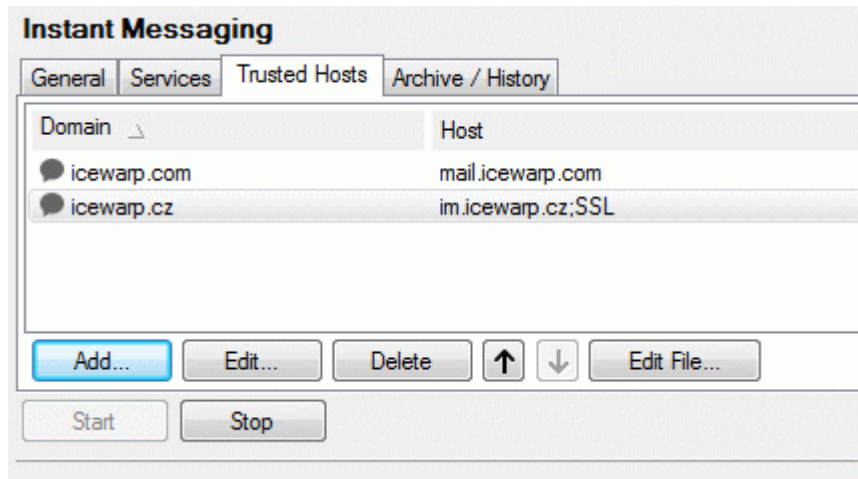 Instant Messaging
General Services Trusted Hosts Archive / History
Domain Host
icewarp.com mail.icewarp.com
icewarp.cz im.icewarp.cz;SSL
Add... Edit... Delete Edit File...
Start Stop